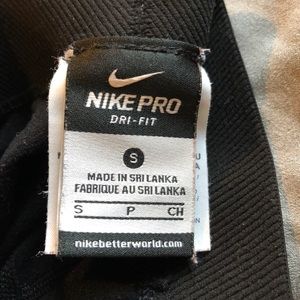 NIKE PRO
DRI-FIT
S
MADE IN SRI LANKA
FABRIQUE AU SRI LANKA
S P CH
nikebetterworld.com